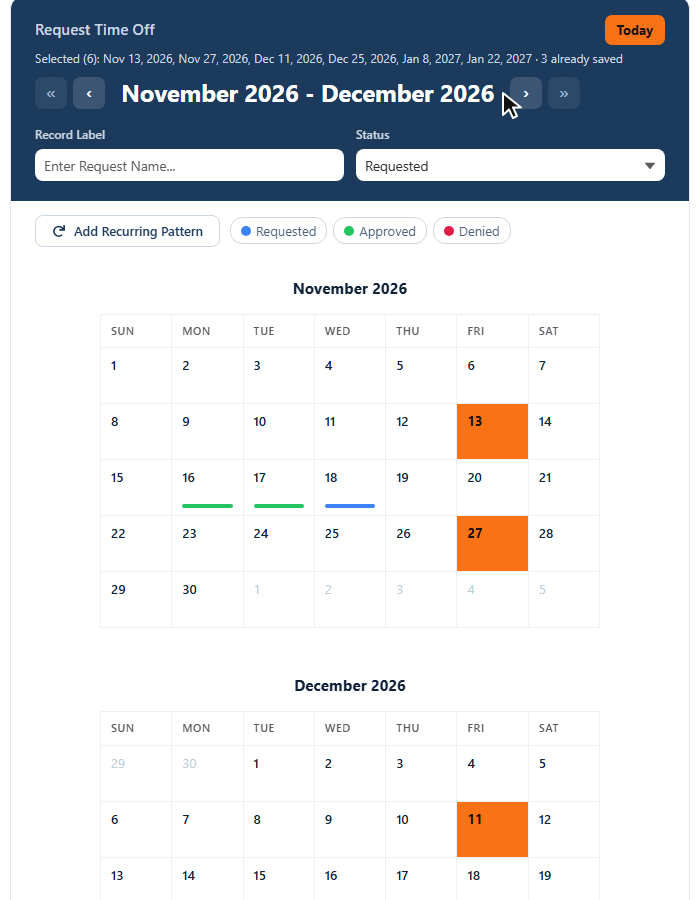 Request Time Off
Today
Selected (6): Nov 13, 2026, Nov 27, 2026, Dec 11, 2026, Dec 25, 2026, Jan 8, 2027, Jan 22, 2027 · 3 already saved
« ‹ November 2026 - December 2026 › »
Record Label Status
Enter Request Name... Requested
Add Recurring Pattern Requested Approved Denied
November 2026
SUN MON TUE WED THU FRI SAT
1 2 3 4 5 6 7
8 9 10 11 12 13 14
15 16 17 18 19 20 21
22 23 24 25 26 27 28
29 30 1 2 3 4 5
December 2026
SUN MON TUE WED THU FRI SAT
29 30 1 2 3 4 5
6 7 8 9 10 11 12
13 14 15 16 17 18 19